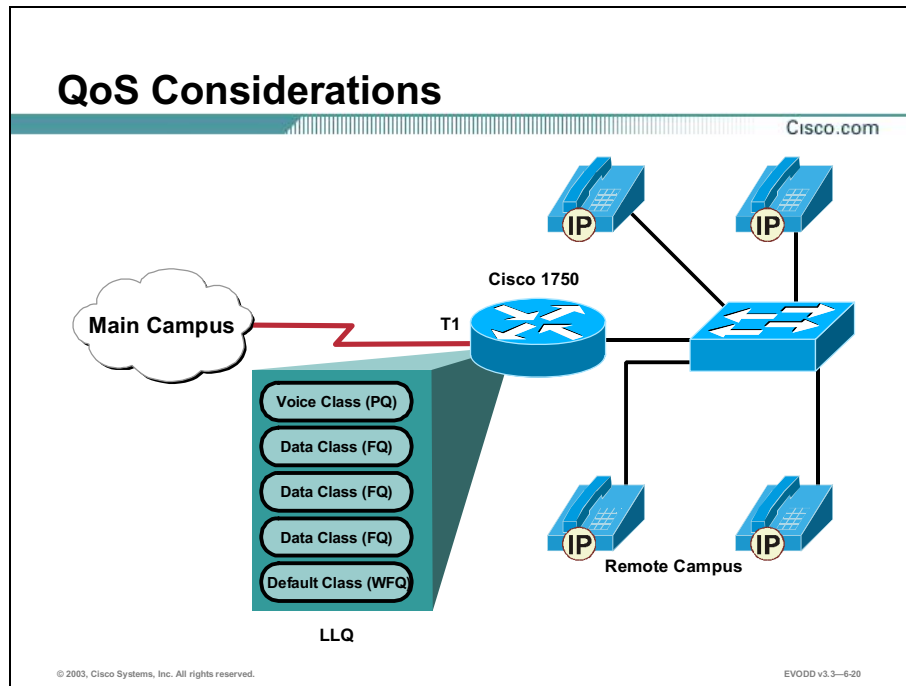 QoS Considerations
Cisco.com
IP
IP
Cisco 1750
Main Campus
T1
Voice Class (PQ)
Data Class (FQ)
Data Class (FQ)
Data Class (FQ)
Default Class (WFQ)
IP
IP
Remote Campus
LLQ
© 2003, Cisco Systems, Inc. All rights reserved.
EVODD v3.3—6-20